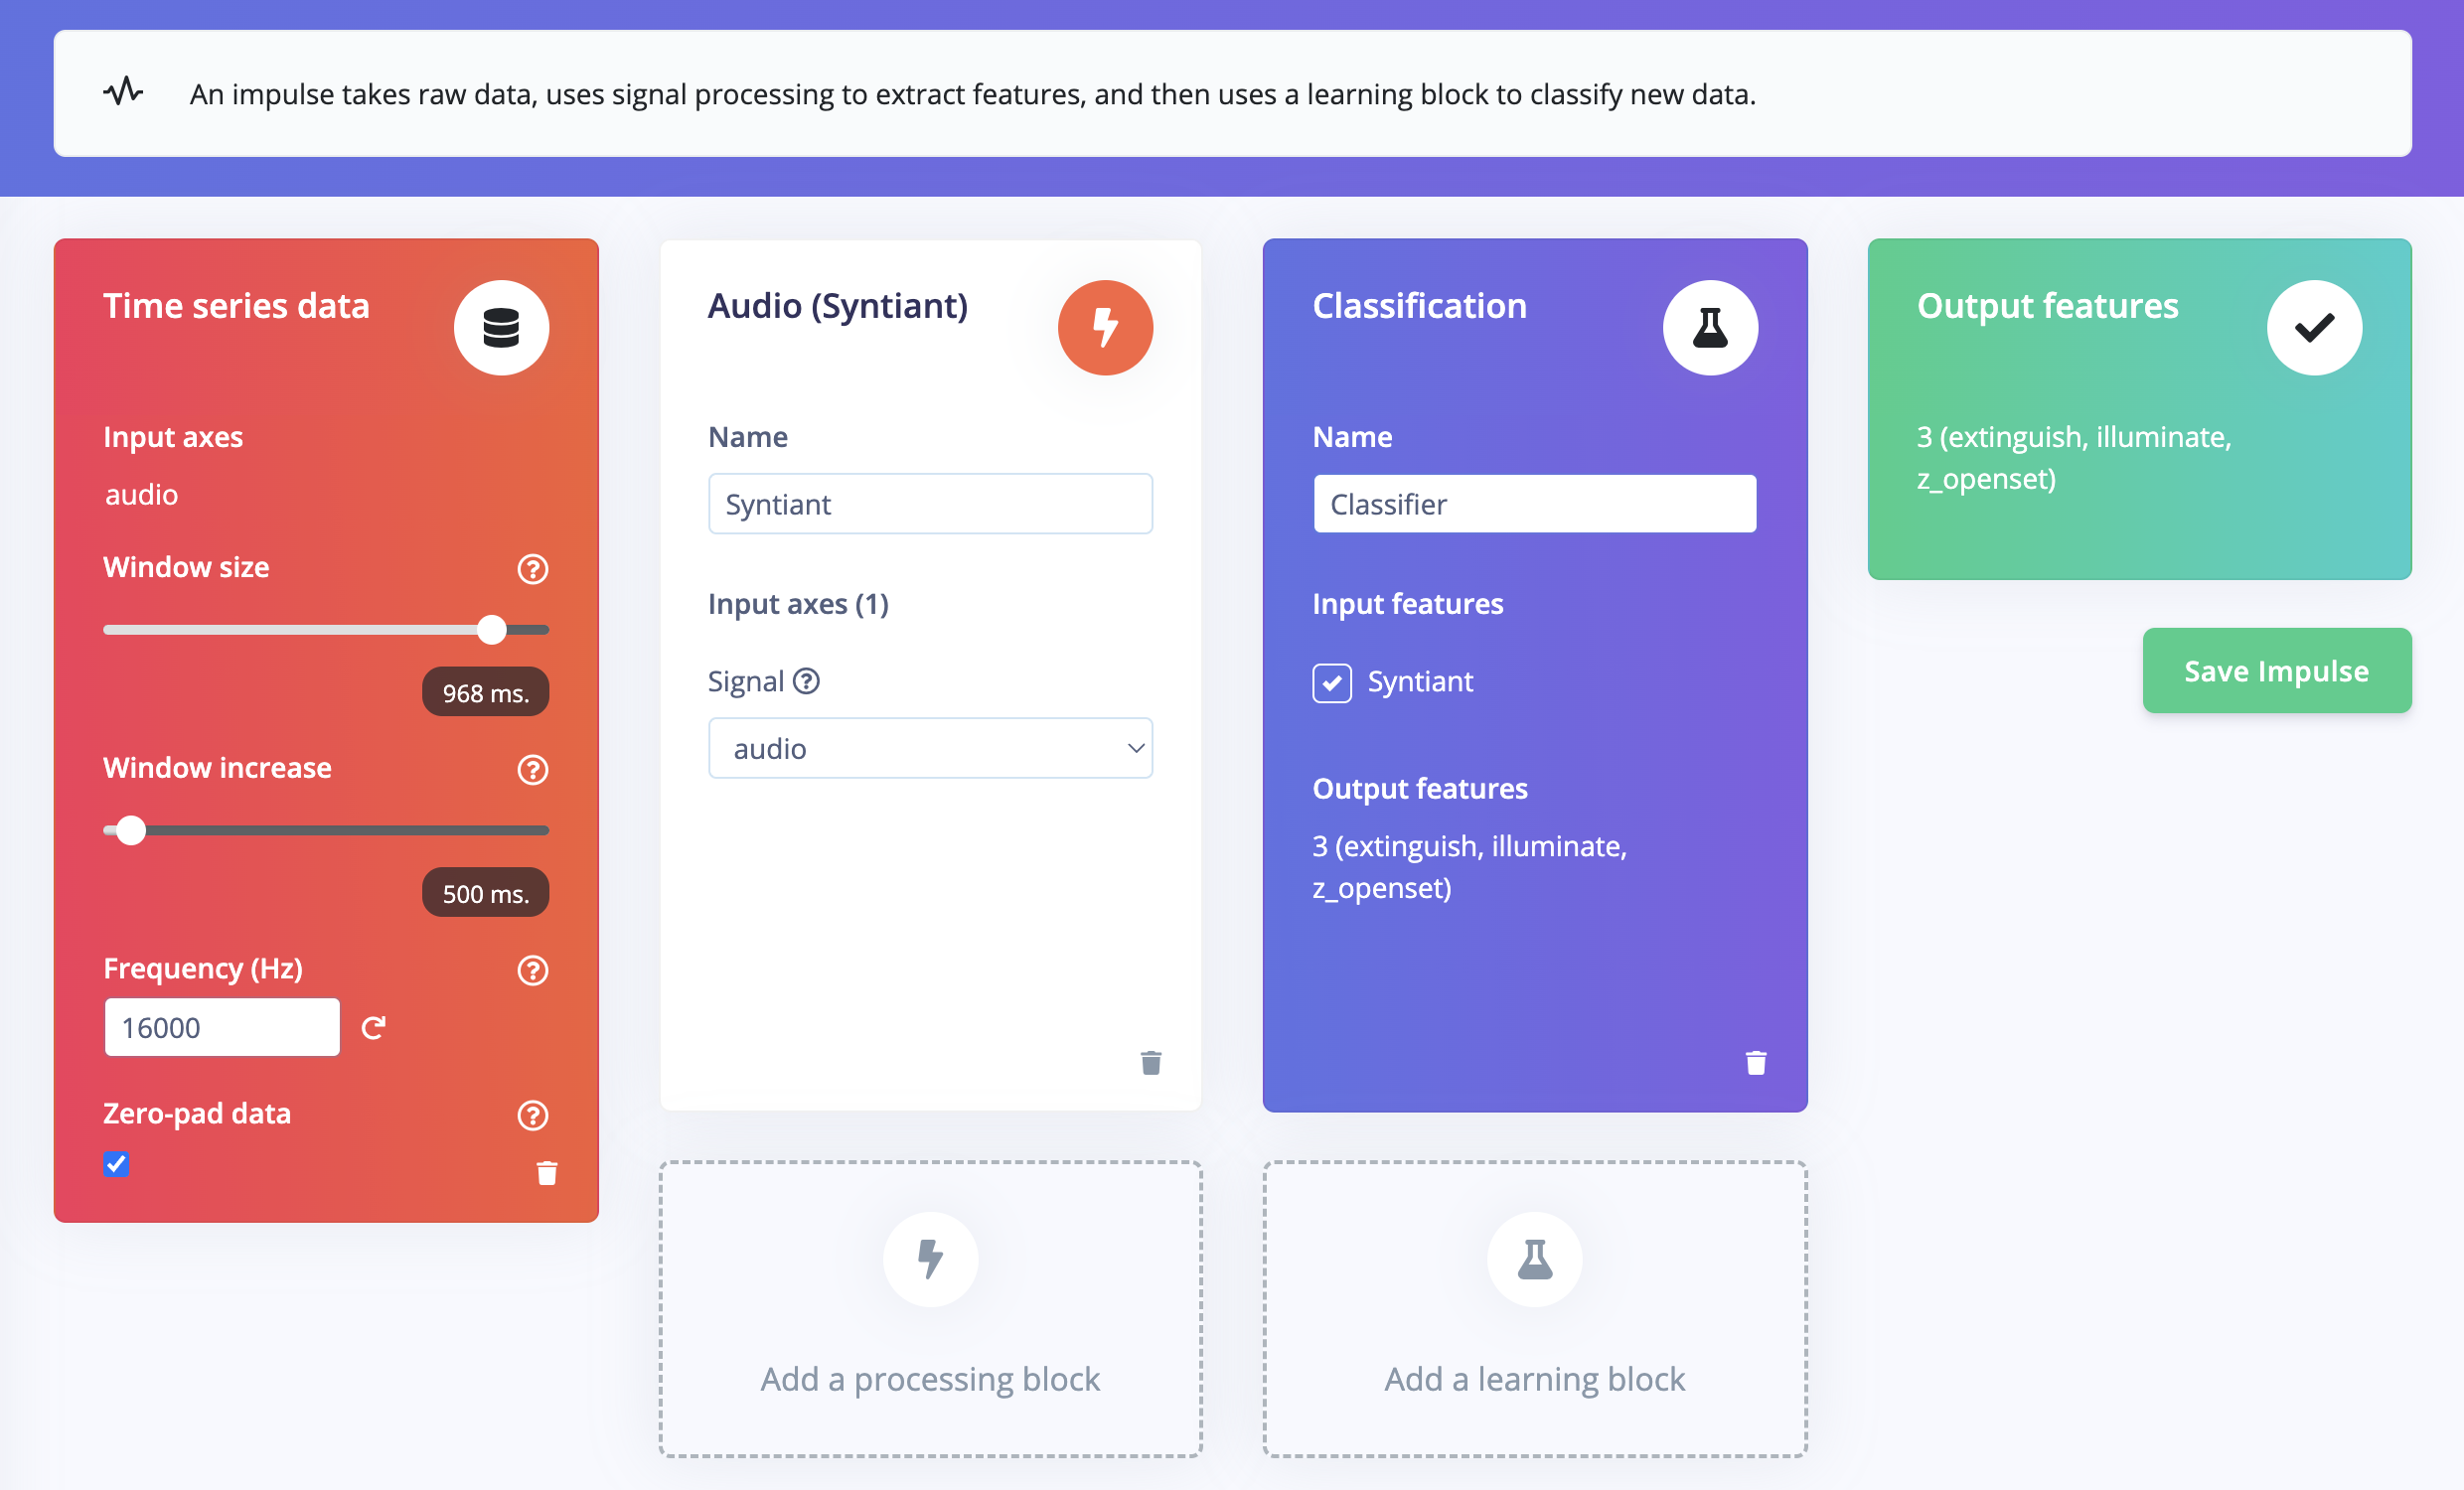 An impulse takes raw data, uses signal processing to extract features, and then uses a learning block to classify new data.
Time series data
Input axes
audio
Window size
968 ms.
Window increase
500 ms.
Frequency (Hz)
16000
Zero-pad data
Audio (Syntiant)
Name
Syntiant
Input axes (1)
Signal
audio
Add a processing block
Classification
Name
Classifier
Input features
Syntiant
Output features
3 (extinguish, illuminate,
z_openset)
Add a learning block
Output features
3 (extinguish, illuminate,
z_openset)
Save Impulse